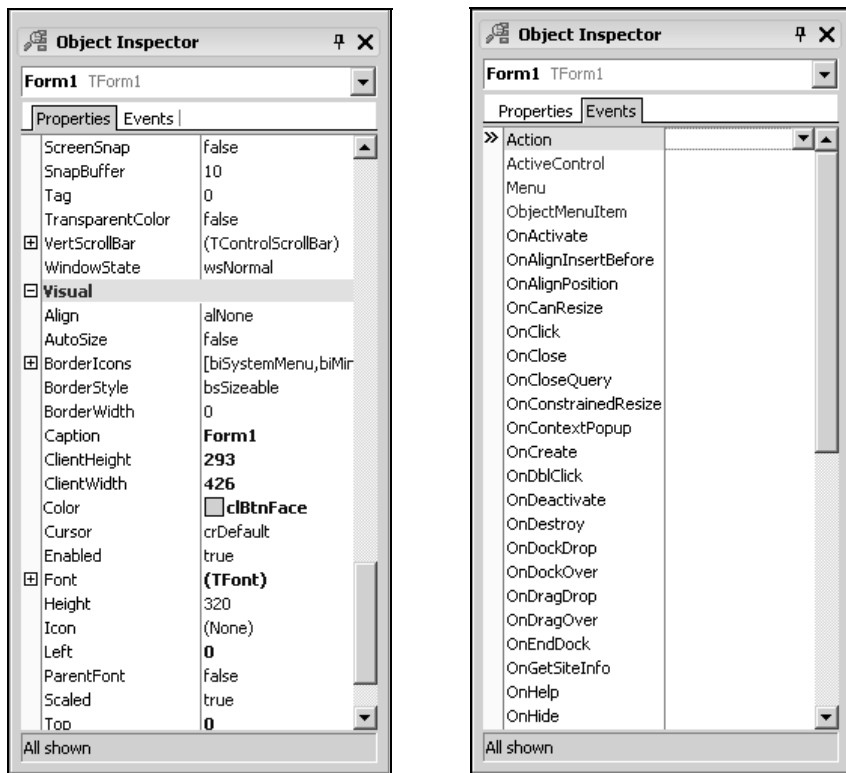 Object Inspector
Form1 TForm1
Properties Events
ScreenSnap false
SnapBuffer 10
Tag 0
TransparentColor false
VertScrollBar (TControlScrollBar)
WindowState wsNormal
Visual
Align alNone
AutoSize false
BorderIcons [biSystemMenu,biMir
BorderStyle bsSizeable
BorderWidth 0
Caption Form1
ClientHeight 293
ClientWidth 426
Color clBtnFace
Cursor crDefault
Enabled true
Font (TFont)
Height 320
Icon (None)
Left 0
ParentFont false
Scaled true
Top 0
All shown
Object Inspector
Form1 TForm1
Properties Events
Action
ActiveControl
Menu
ObjectMenuItem
OnActivate
OnAlignInsertBefore
OnAlignPosition
OnCanResize
OnClick
OnClose
OnCloseQuery
OnConstrainedResize
OnContextPopup
OnCreate
OnDblClick
OnDeactivate
OnDestroy
OnDockDrop
OnDockOver
OnDragDrop
OnDragOver
OnEndDock
OnGetSiteInfo
OnHelp
OnHide
All shown